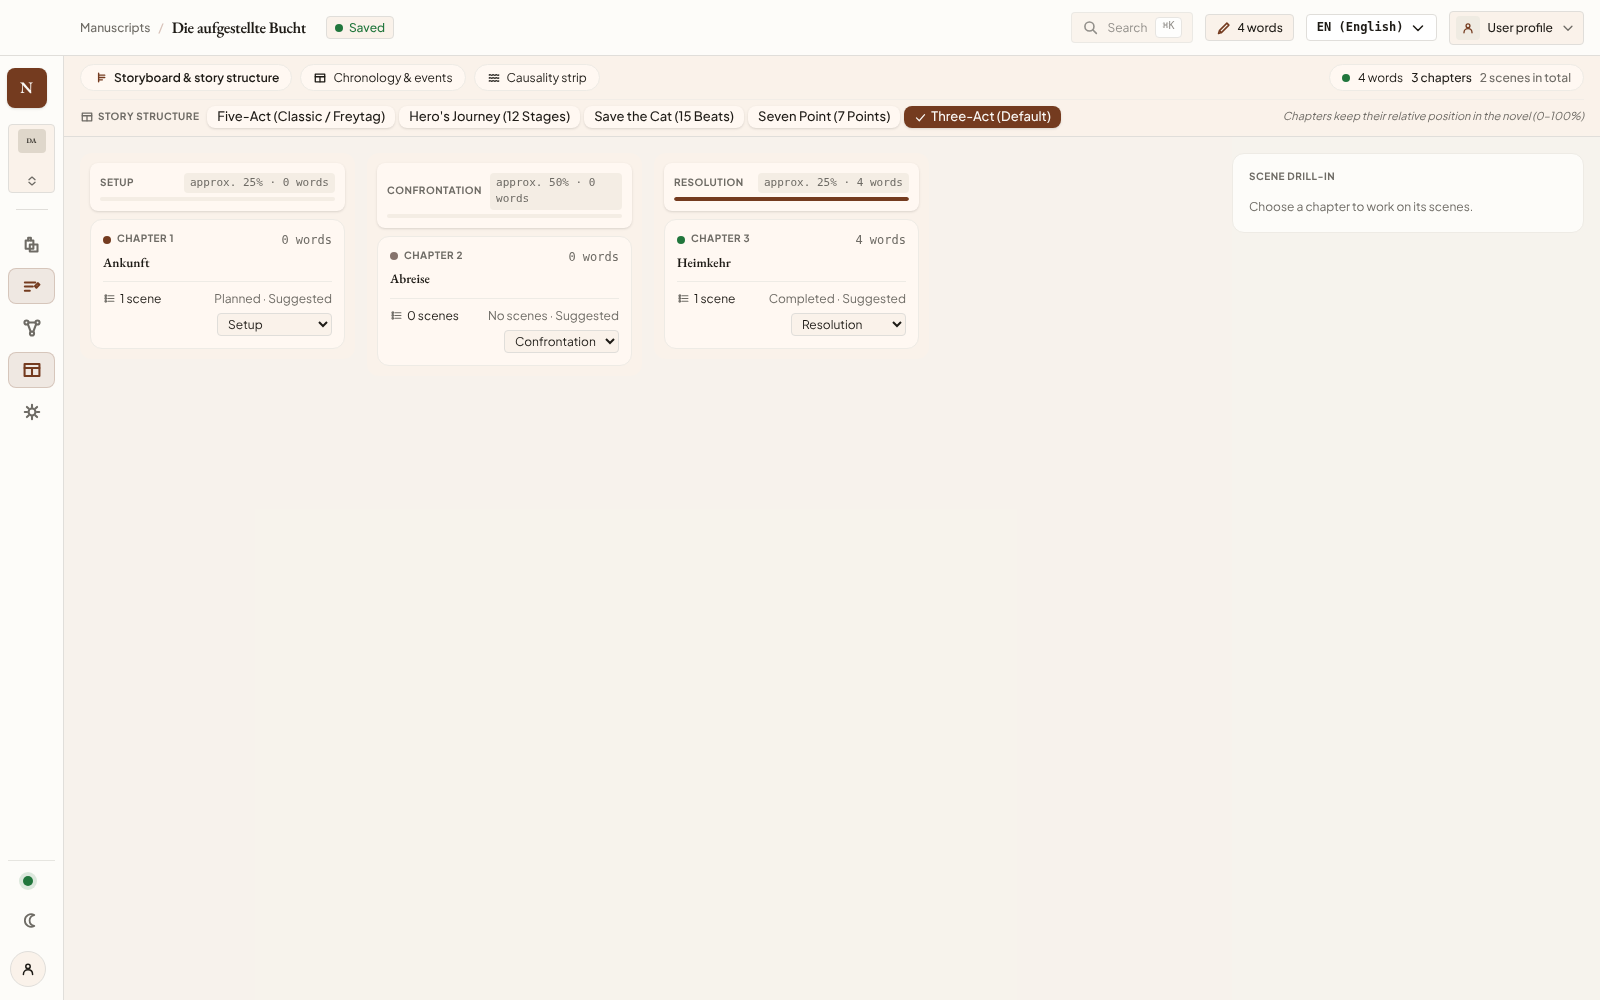 Manuscripts / Die aufgestellte Bucht
Saved
Search ⌘K
4 words
EN (English)
User profile
N
Storyboard & story structure
Chronology & events
Causality strip
4 words 3 chapters 2 scenes in total
DA
STORY STRUCTURE
Five-Act (Classic / Freytag)
Hero's Journey (12 Stages)
Save the Cat (15 Beats)
Seven Point (7 Points)
Three-Act (Default)
Chapters keep their relative position in the novel (0–100%)
SETUP
approx. 25% · 0 words
CHAPTER 1
0 words
Ankunft
1 scene
Planned · Suggested
Setup
CONFRONTATION
approx. 50% · 0
words
CHAPTER 2
0 words
Abreise
0 scenes
No scenes · Suggested
Confrontation
RESOLUTION
approx. 25% · 4 words
CHAPTER 3
4 words
Heimkehr
1 scene
Completed · Suggested
Resolution
SCENE DRILL-IN
Choose a chapter to work on its scenes.